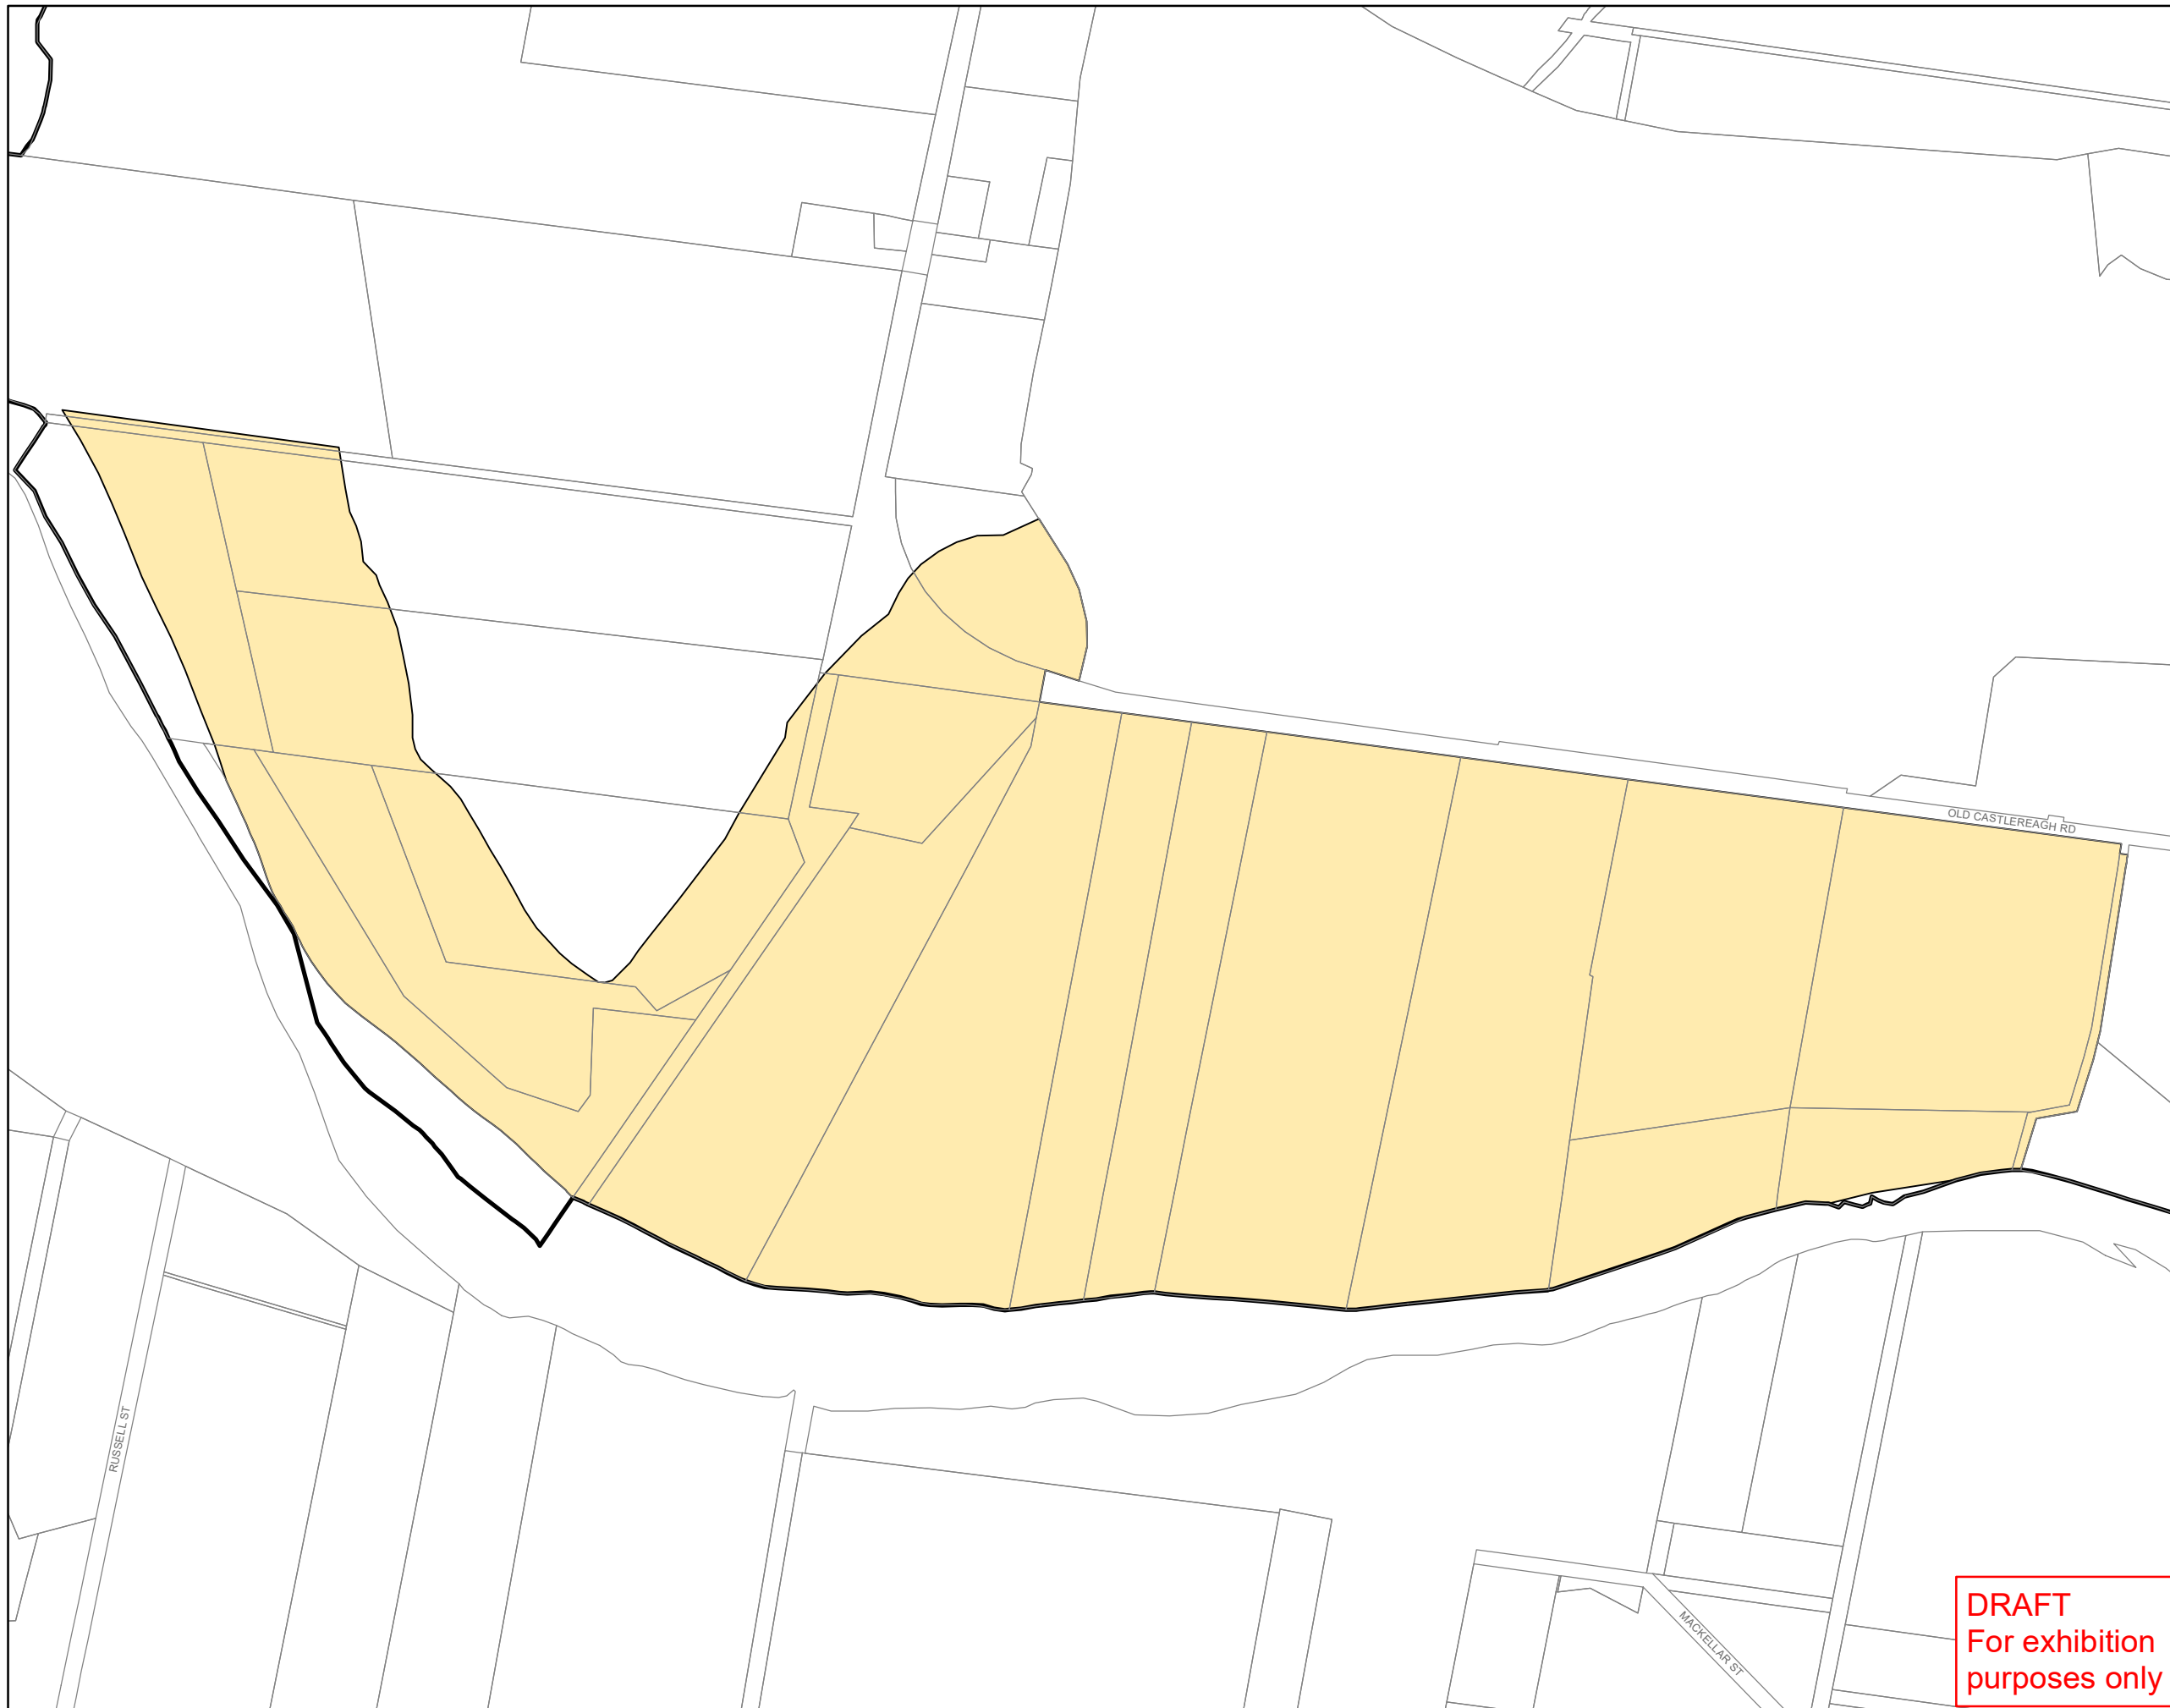 OLD CASTLEREAGH RD
RUSSELL ST
MACKELLAR ST
DRAFT
For exhibition
purposes only